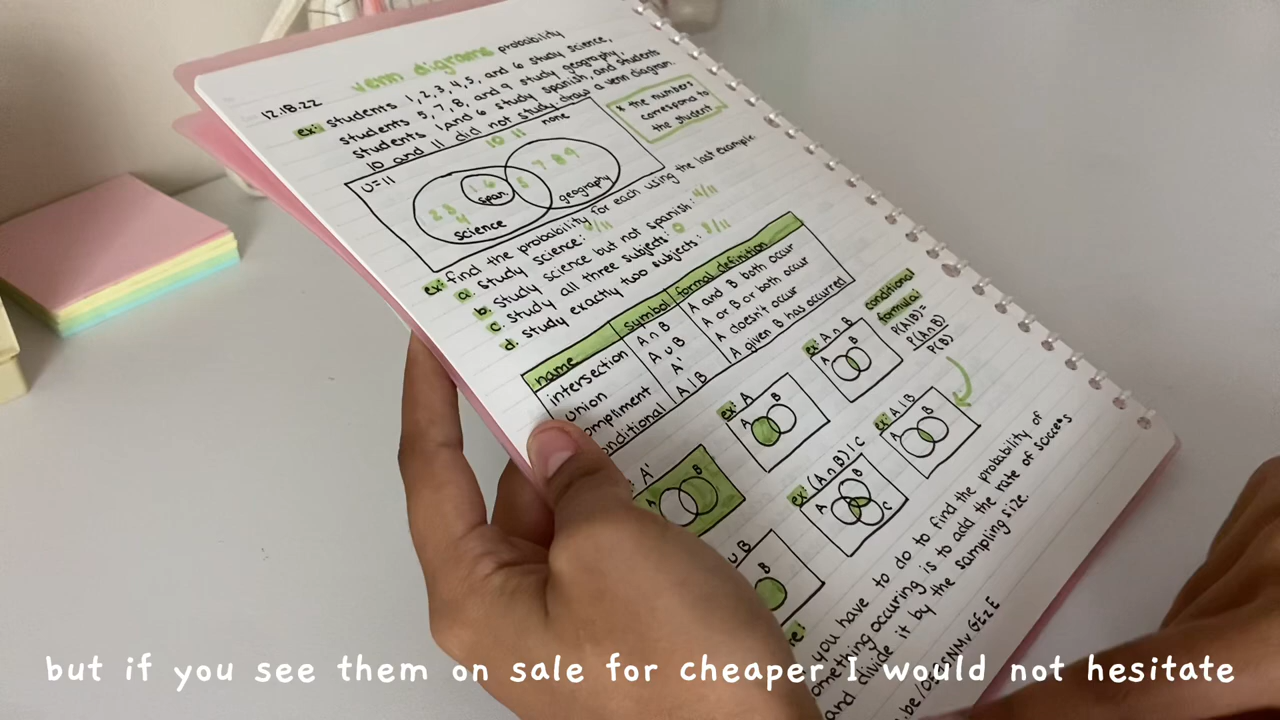 venn digrams probability
12.1B.22
ex: students 1, 2, 3, 4, 5, and 6 study science,
students 5, 7, 8, and 9 study geography,
students 1 and 6 study spanish, and students
10 and 11 did not study. draw a venn diagram.
* the numbers
correspond to
the student
U=11
10 11
none
1 6
span.
5
7 8 9
geography
2 3
4
science
ex: find the probability for each using the last example
a. study science: 6/11
b. study science but not spanish: 4/11
c. study all three subjects: 0
d. study exactly two subjects: 3/11
name symbol formal definition
intersection A∩B A and B both occur
union A∪B A or B or both occur
ompliment A' A doesn't occur
onditional A|B A given B has occurred
conditional
formula:
P(A|B)=
P(A∩B)
P(B)
ex: A∩B
A B
ex: A
A B
ex: A|B
A B
A'
A B
ex: (A∩B)|C
A B
C
∪ B
B
you have to do to find the probability of
omething occuring is to add the rate of success
and divide it by the sampling size.
but if you see them on sale for cheaper I would not hesitate